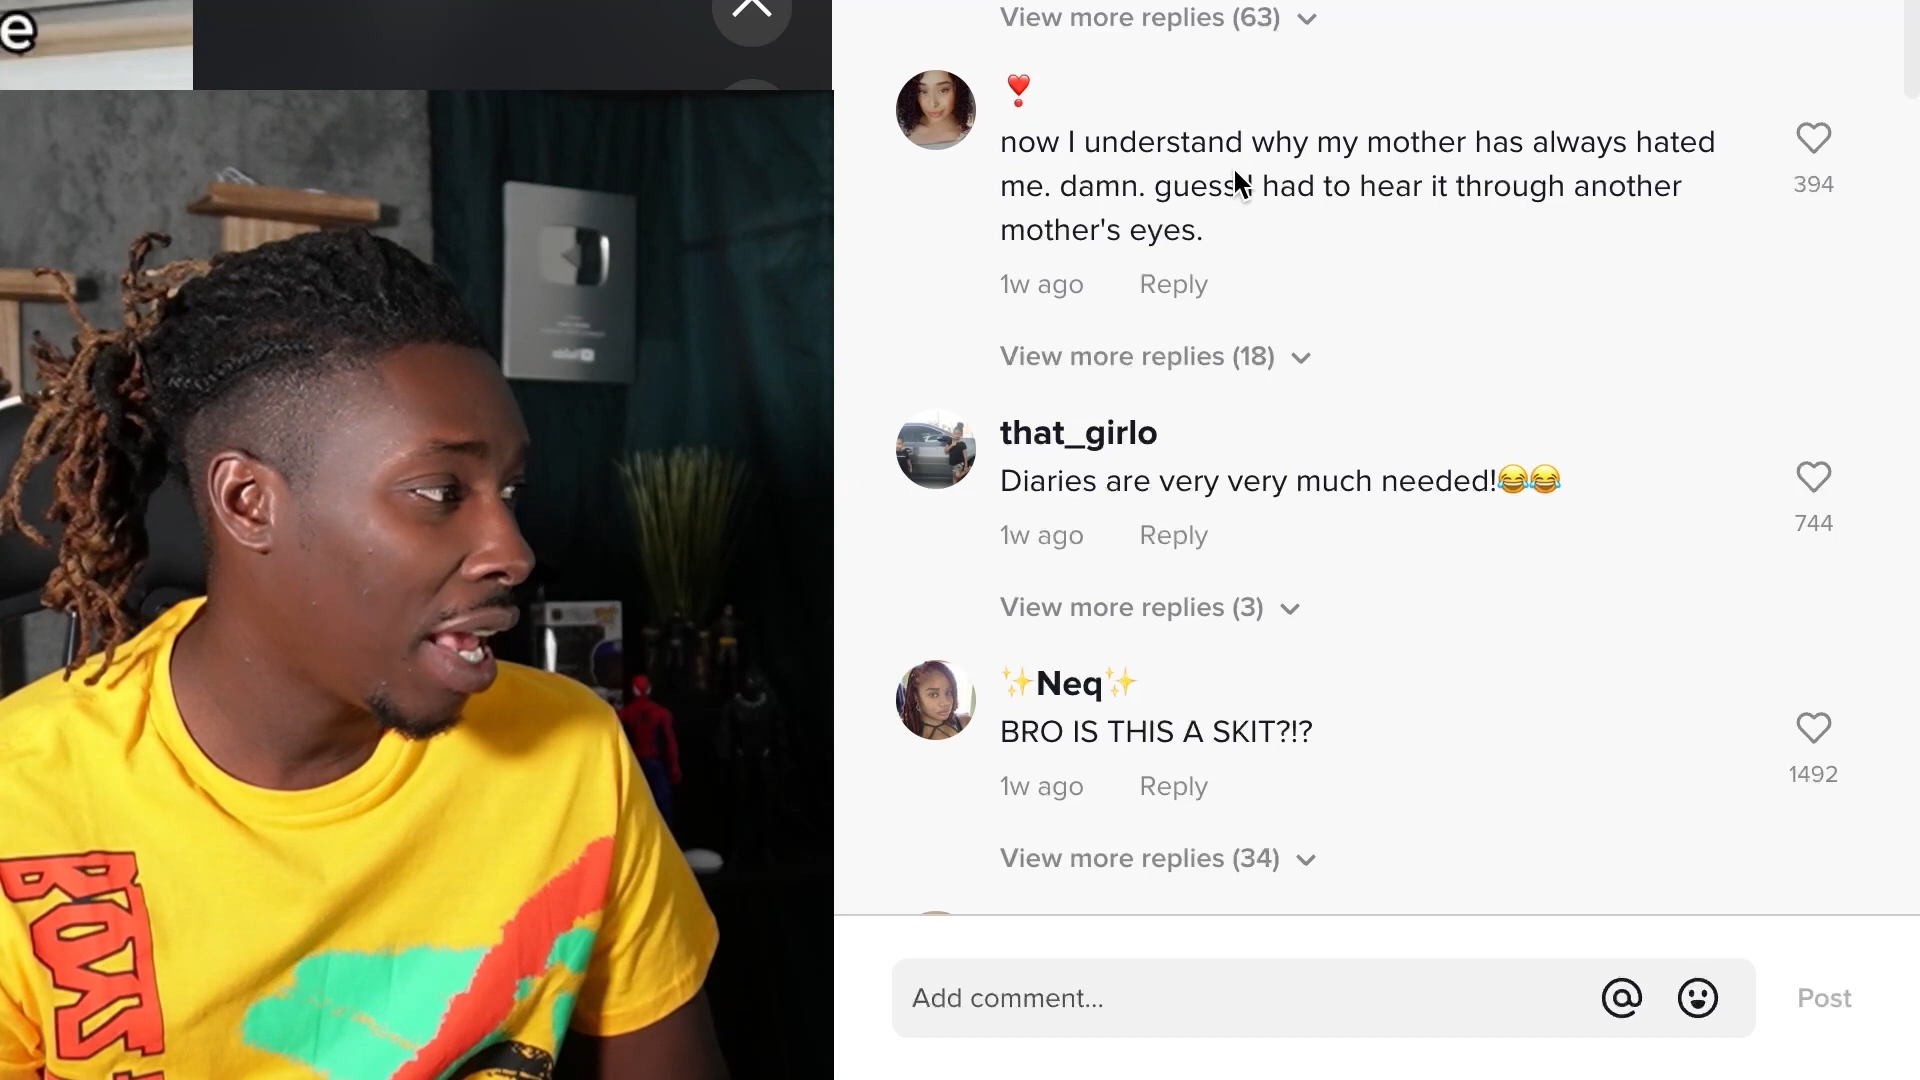 e
View more replies (63)
❣️
now I understand why my mother has always hated
me. damn. guess I had to hear it through another
mother's eyes.
394
1w ago Reply
View more replies (18)
that_girlo
Diaries are very very much needed!😂😂
744
1w ago Reply
View more replies (3)
✨Neq✨
BRO IS THIS A SKIT?!?
1492
1w ago Reply
View more replies (34)
Add comment...
Post